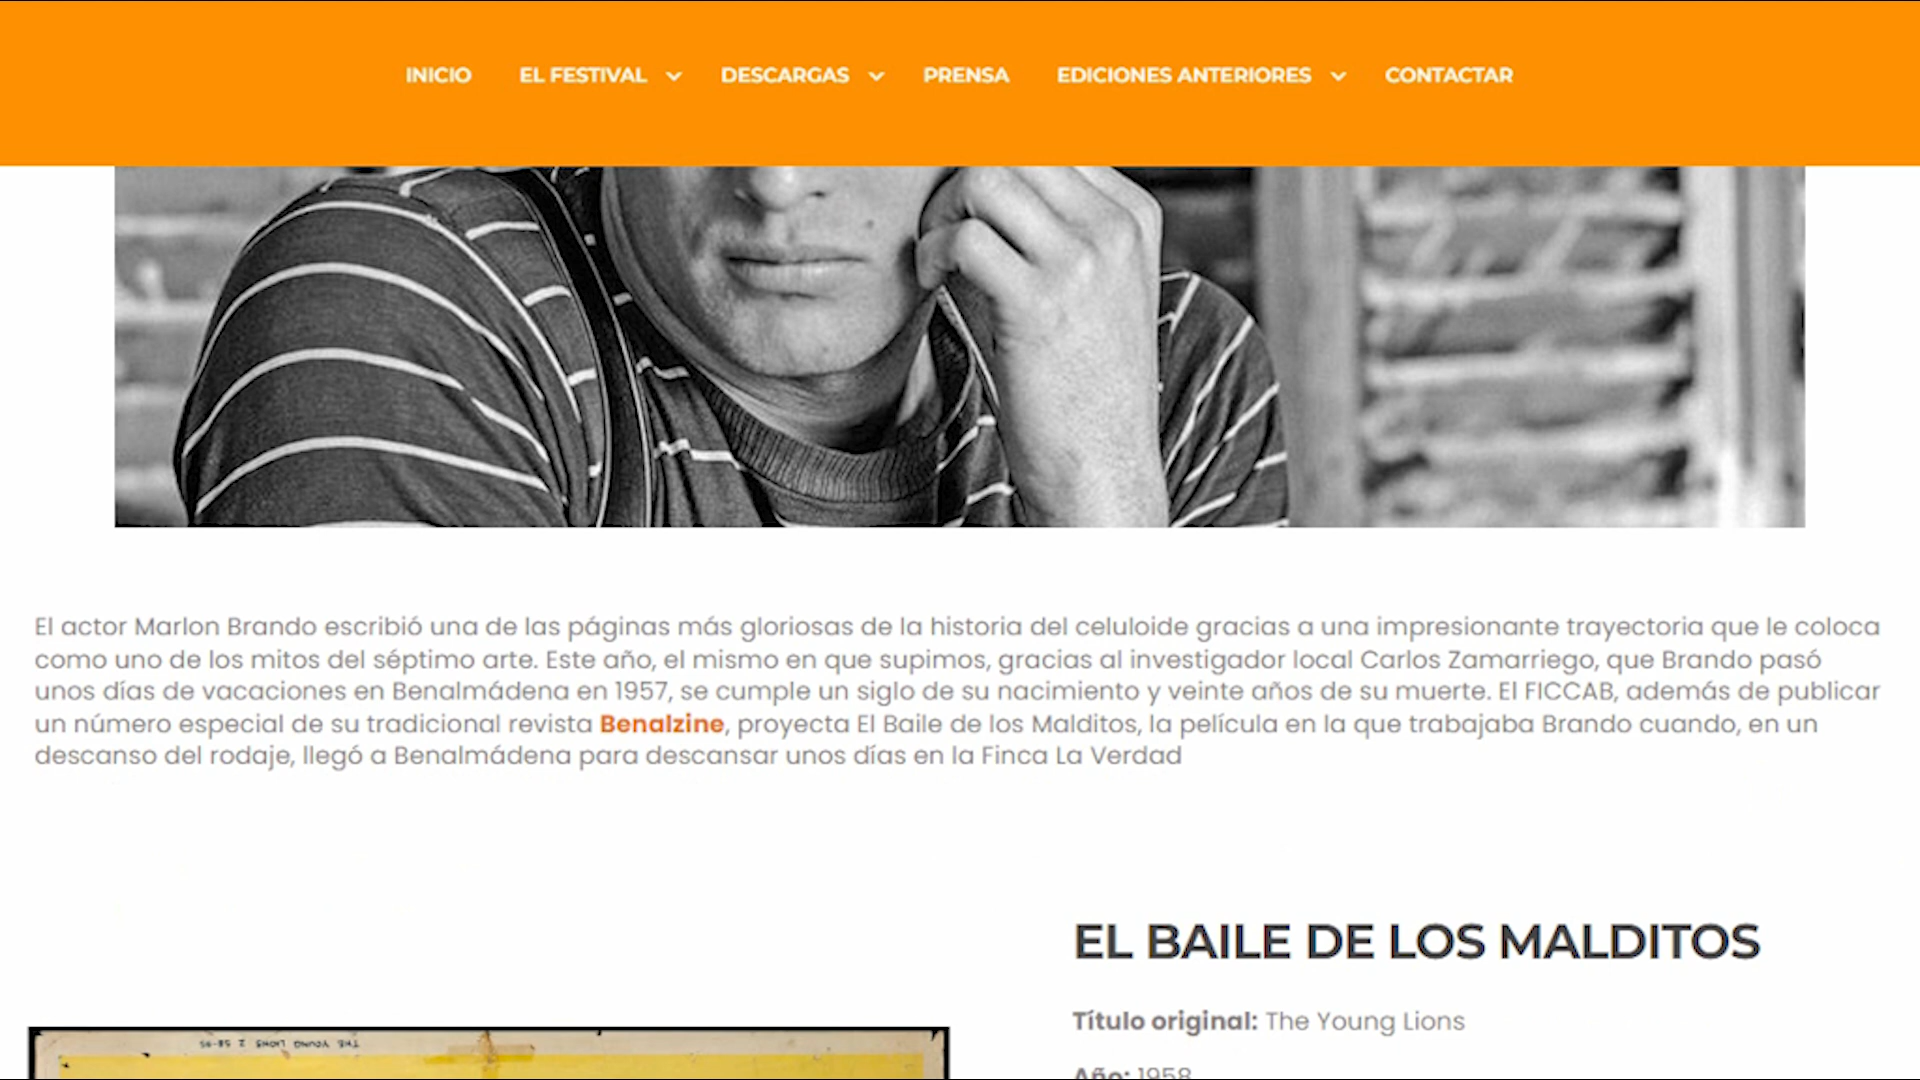 INICIO EL FESTIVAL DESCARGAS PRENSA EDICIONES ANTERIORES CONTACTAR
El actor Marlon Brando escribió una de las páginas más gloriosas de la historia del celuloide gracias a una impresionante trayectoria que le coloca
como uno de los mitos del séptimo arte. Este año, el mismo en que supimos, gracias al investigador local Carlos Zamarriego, que Brando pasó
unos días de vacaciones en Benalmádena en 1957, se cumple un siglo de su nacimiento y veinte años de su muerte. El FICCAB, además de publicar
un número especial de su tradicional revista Benalzine, proyecta El Baile de los Malditos, la película en la que trabajaba Brando cuando, en un
descanso del rodaje, llegó a Benalmádena para descansar unos días en la Finca La Verdad
EL BAILE DE LOS MALDITOS
Título original: The Young Lions
Año: 1958
THE YOUNG LIONS